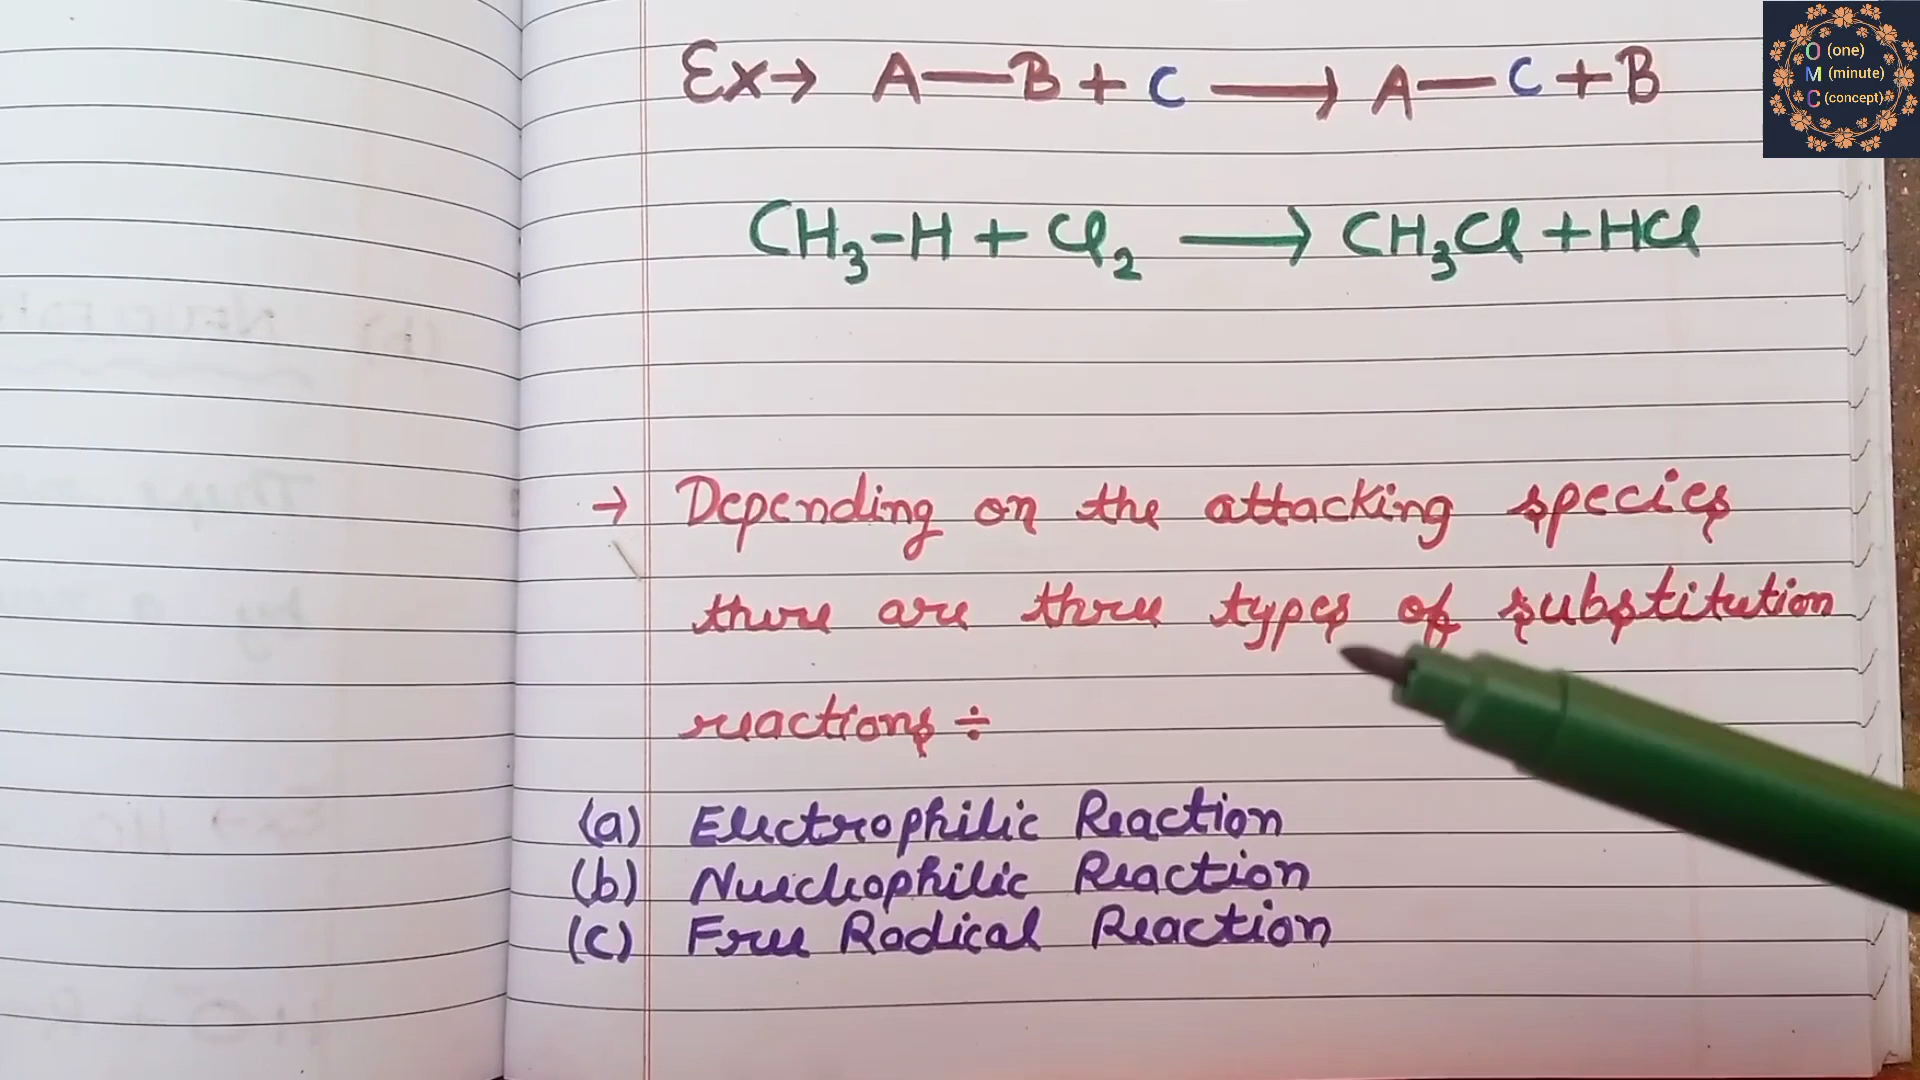 Ex→ A—B + C ⟶ A—C + B
O (one)
M (minute)
C (concept)
CH₃-H + Cl₂ ⟶ CH₃Cl + HCl
→ Depending on the attacking species
there are three types of substitution
reactions ÷
(a) Electrophilic Reaction
(b) Nucleophilic Reaction
(c) Free Radical Reaction